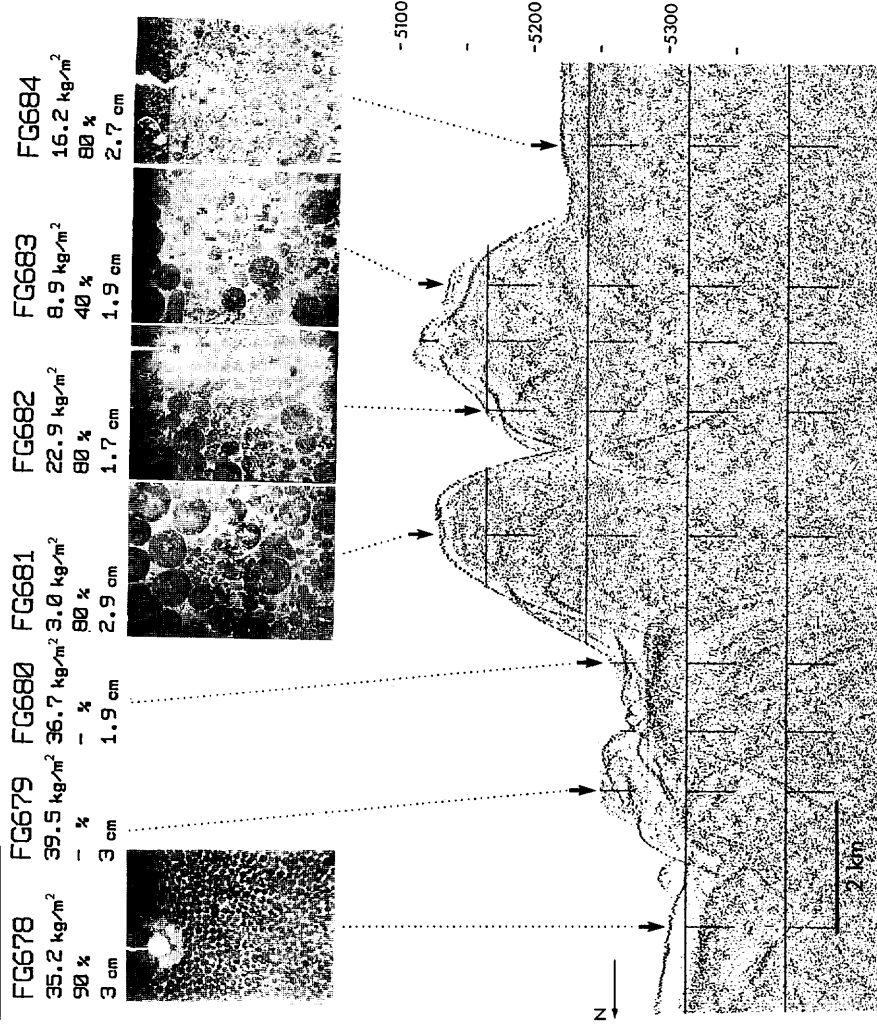 FG678
35.2 kg/m²
90 %
3 cm
FG679
39.5 kg/m²
- %
3 cm
FG680
36.7 kg/m²
- %
1.9 cm
FG681
3.0 kg/m²
80 %
2.9 cm
FG682
22.9 kg/m²
80 %
1.7 cm
FG683
8.9 kg/m²
40 %
1.9 cm
FG684
16.2 kg/m²
80 %
2.7 cm
- 5100
-
- 5200
-
- 5300
-
N
2 km